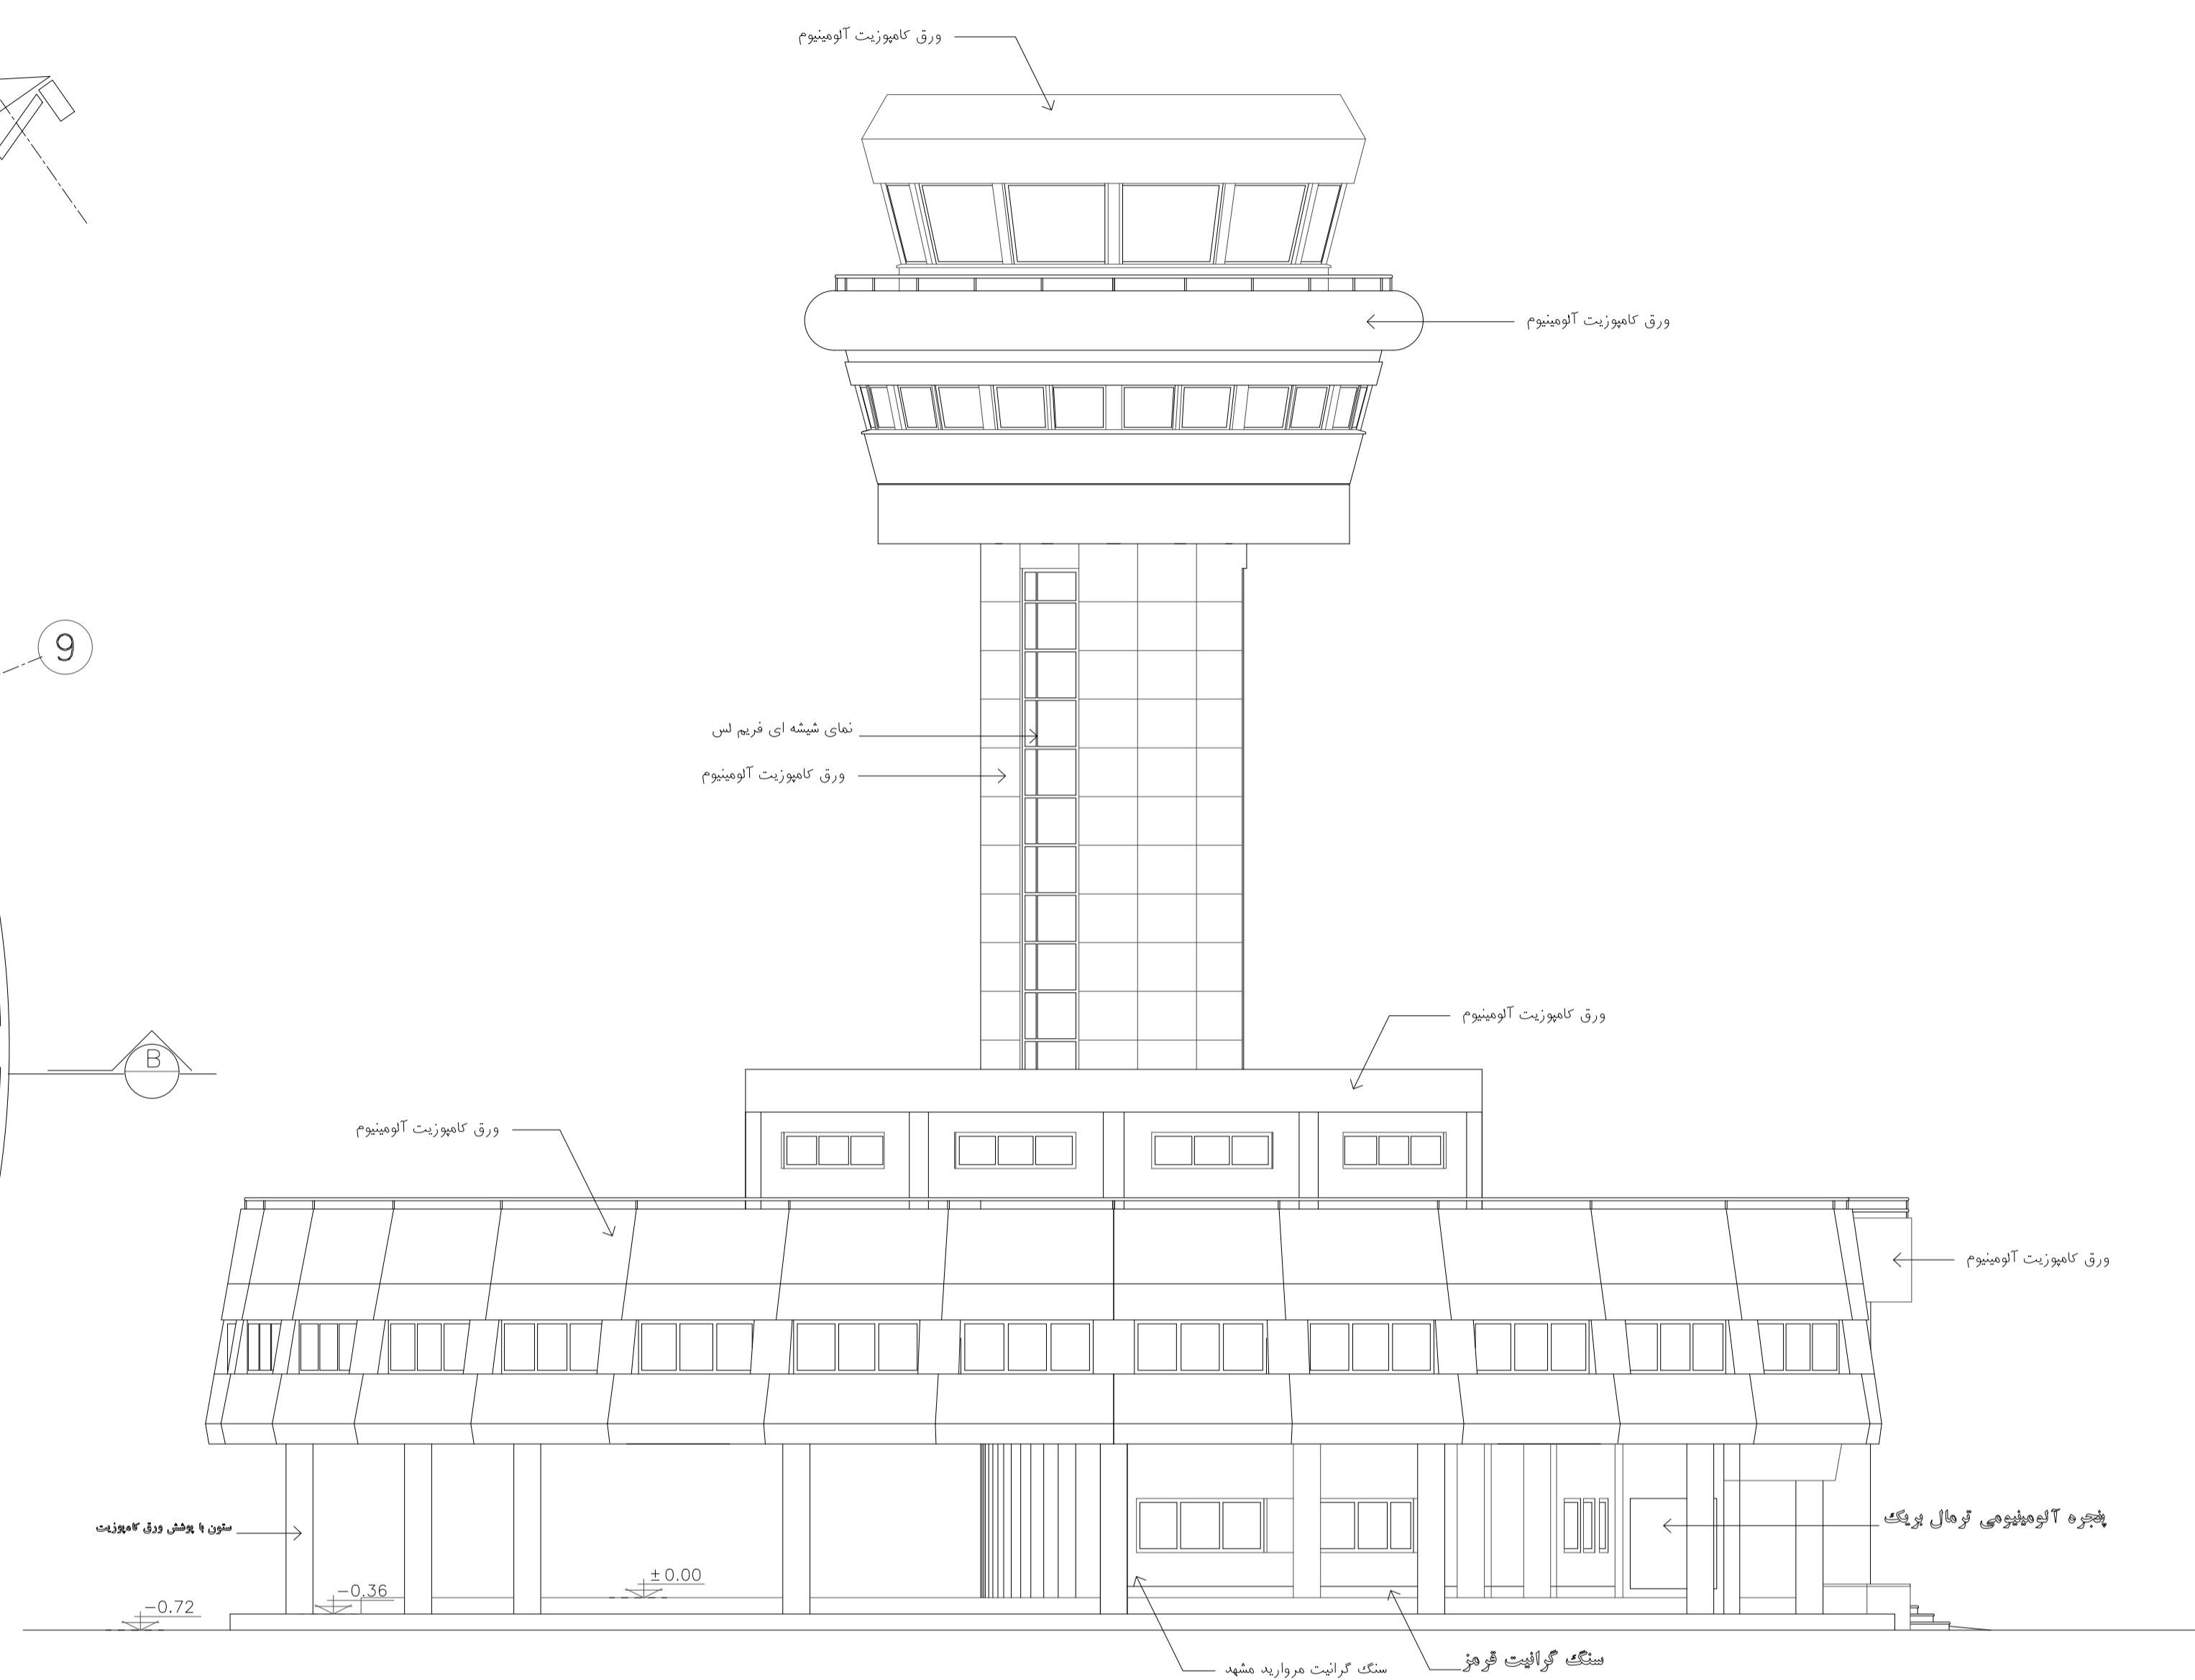 ورق کامپوزیت آلومینیوم
ورق کامپوزیت آلومینیوم
9
نمای شیشه ای فریم لس
ورق کامپوزیت آلومینیوم
ورق کامپوزیت آلومینیوم
B
ورق کامپوزیت آلومینیوم
ورق کامپوزیت آلومینیوم
پنجره آلومینیومی ترمال بریک
ستون با پوشش ورق کامپوزیت
±0.00
-0.36
-0.72
سنگ گرانیت قرمز
سنگ گرانیت مروارید مشهد